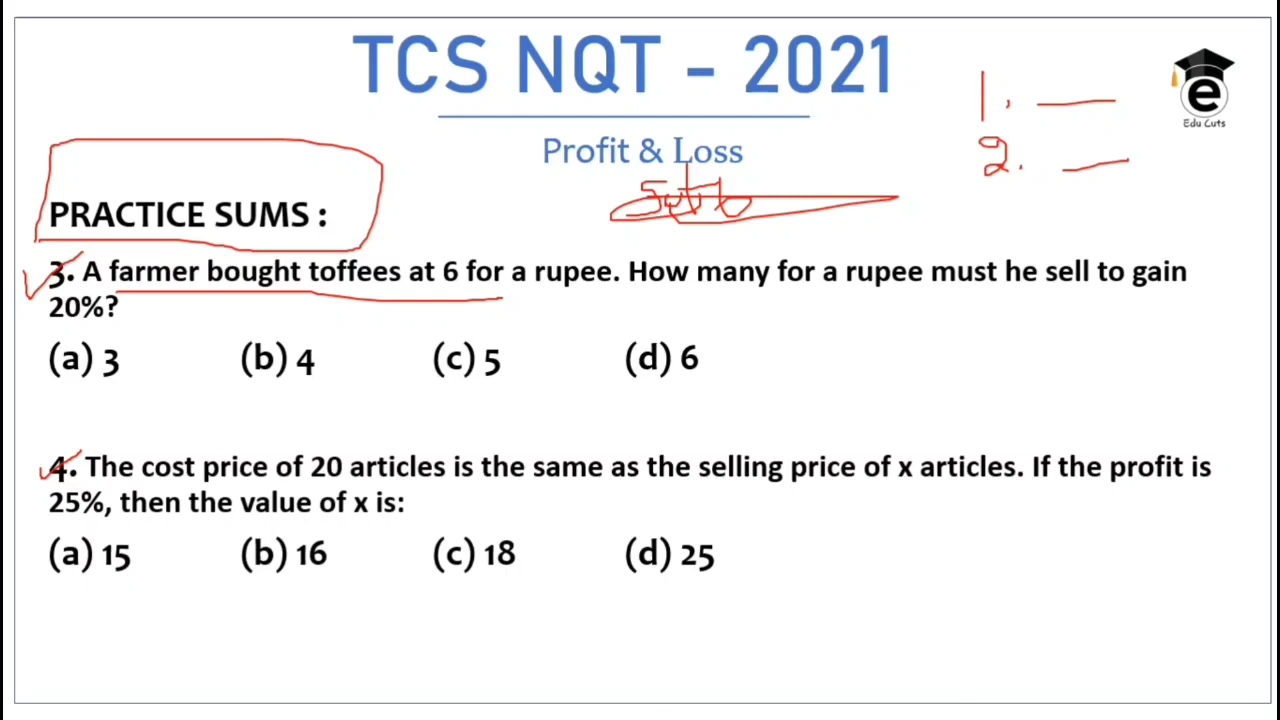 TCS NQT - 2021
1.
2.
e
Edu Cuts
Profit & Loss
PRACTICE SUMS :
3. A farmer bought toffees at 6 for a rupee. How many for a rupee must he sell to gain
20%?
(a) 3 (b) 4 (c) 5 (d) 6
4. The cost price of 20 articles is the same as the selling price of x articles. If the profit is
25%, then the value of x is:
(a) 15 (b) 16 (c) 18 (d) 25